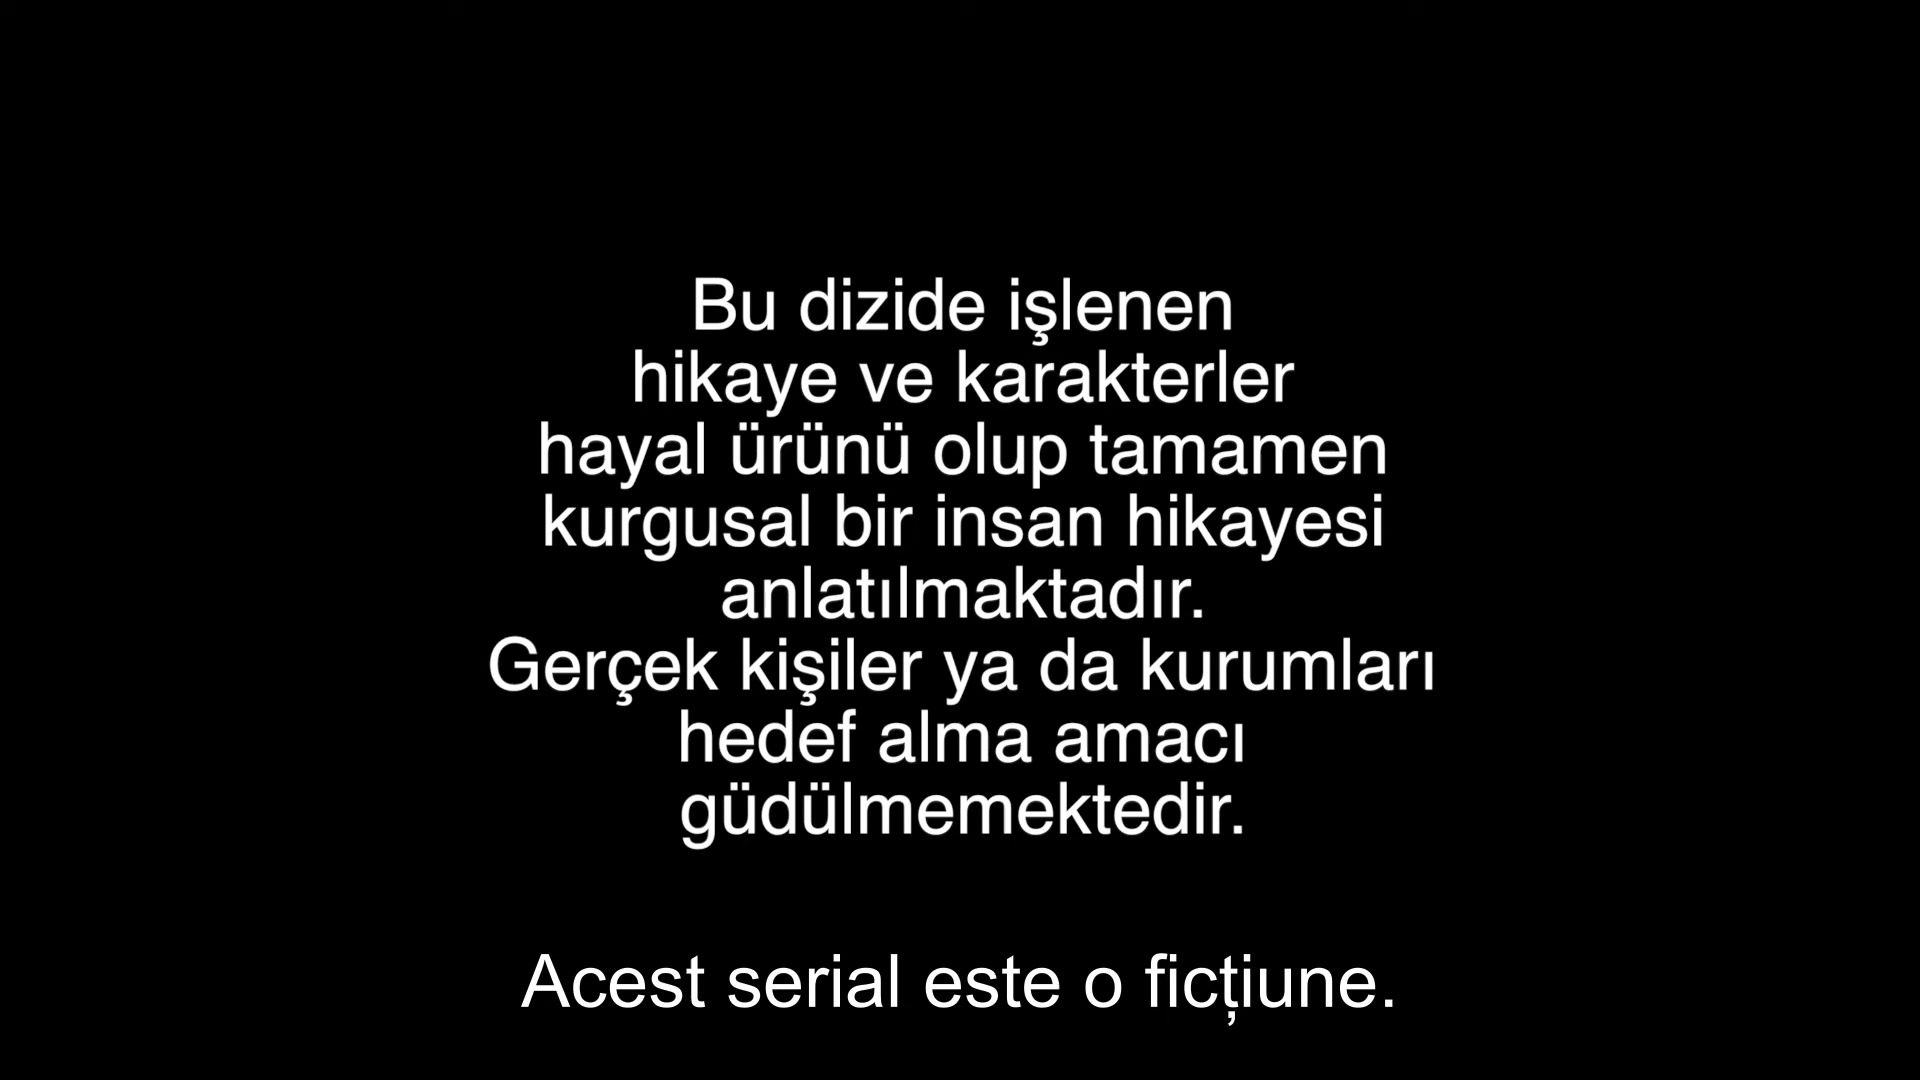 Bu dizide işlenen
hikaye ve karakterler
hayal ürünü olup tamamen
kurgusal bir insan hikayesi
anlatılmaktadır.
Gerçek kişiler ya da kurumları
hedef alma amacı
güdülmemektedir.
Acest serial este o ficțiune.